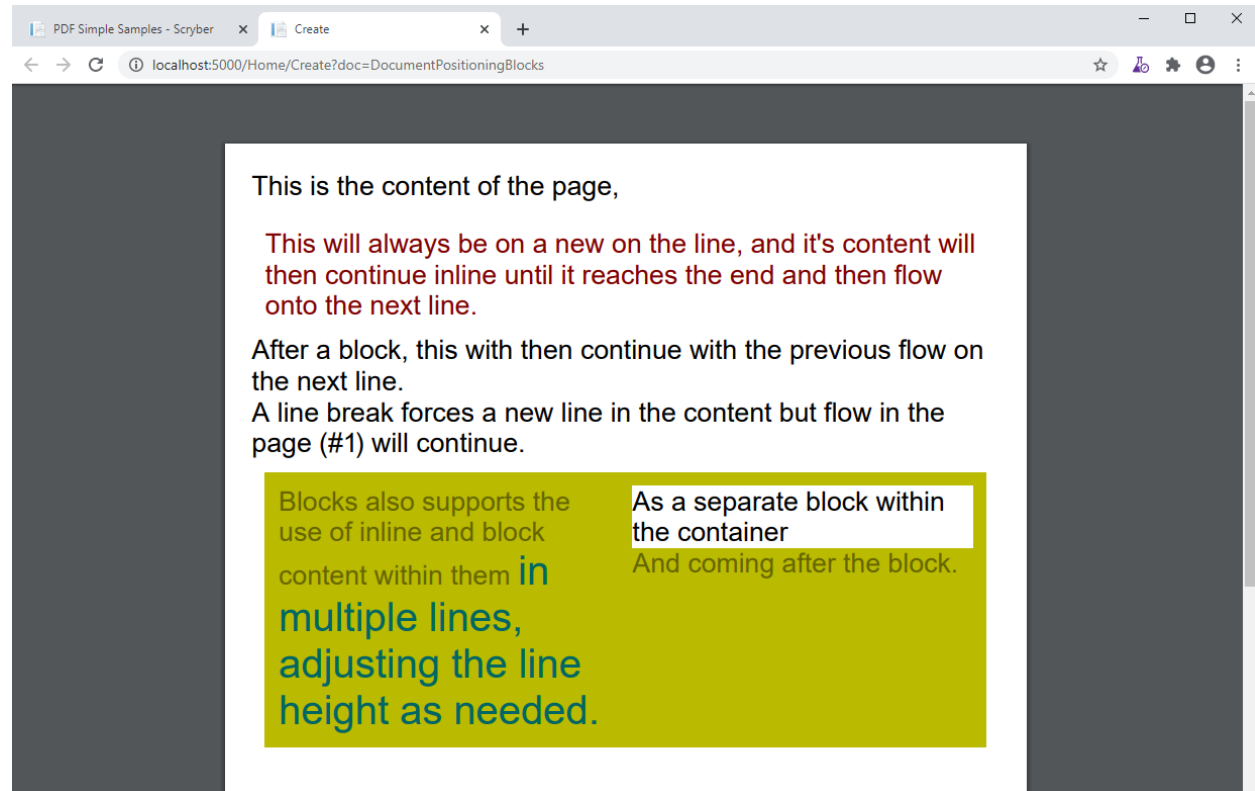 PDF Simple Samples - Scryber
Create
localhost:5000/Home/Create?doc=DocumentPositioningBlocks
This is the content of the page,
This will always be on a new on the line, and it's content will
then continue inline until it reaches the end and then flow
onto the next line.
After a block, this with then continue with the previous flow on
the next line.
A line break forces a new line in the content but flow in the
page (#1) will continue.
Blocks also supports the
use of inline and block
content within them in
multiple lines,
adjusting the line
height as needed.
As a separate block within
the container
And coming after the block.